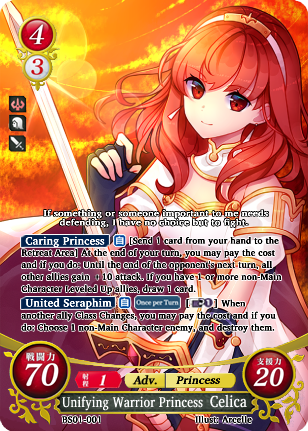 4
3
If something or someone important to me needs
defending, I have no choice but to fight.
Caring Princess [Send 1 card from your hand to the
Retreat Area] At the end of your turn, you may pay the cost
and if you do: Until the end of the opponent's next turn, all
other allies gain +10 attack. If you have 1 or more non-Main
Character Leveled Up allies, draw 1 card.
United Seraphim Once per Turn [3] When
another ally Class Changes, you may pay the cost and if you
do: Choose 1 non-Main Character enemy, and destroy them.
戦闘力
70
射程 1
Adv.
Princess
支援力
20
Unifying Warrior Princess Celica
BS01-001
Illust: Arcelle